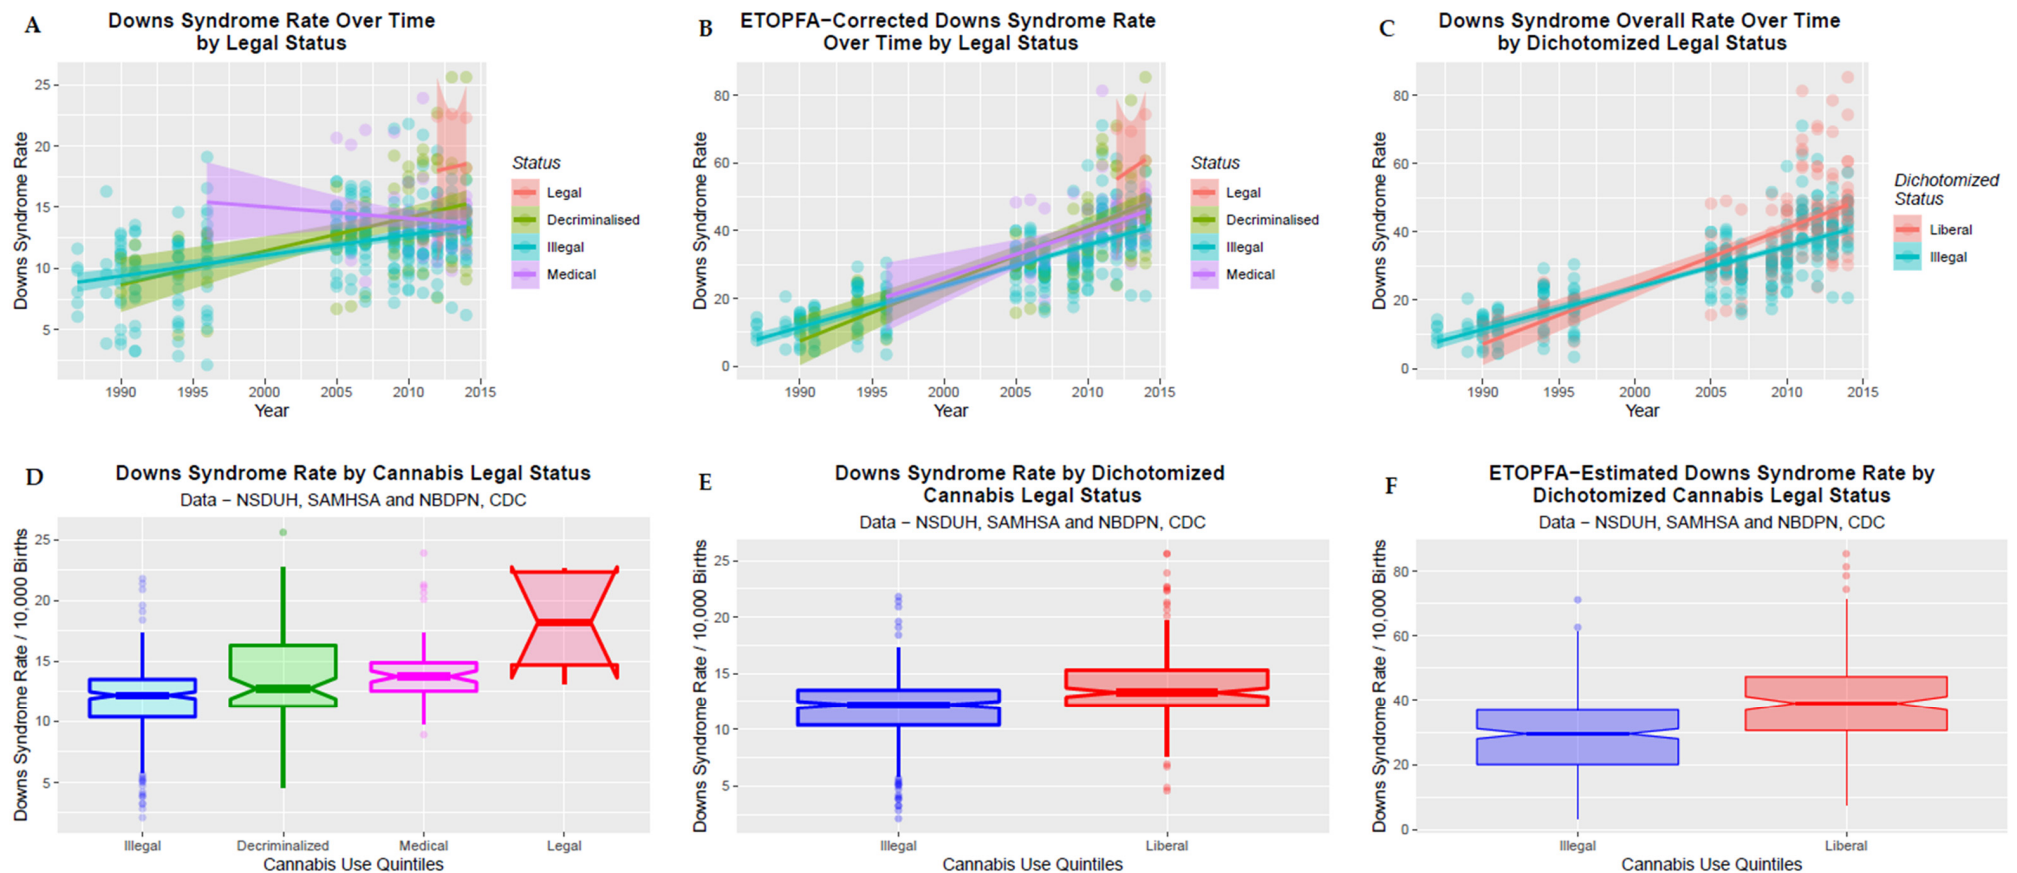 A
Downs Syndrome Rate Over Time
by Legal Status
Downs Syndrome Rate
25
20
15
10
5
1990
1995
2000
2005
2010
2015
Year
Status
Legal
Decriminalised
Illegal
Medical
B
ETOPFA−Corrected Downs Syndrome Rate
Over Time by Legal Status
Downs Syndrome Rate
80
60
40
20
0
1990
1995
2000
2005
2010
2015
Year
Status
Legal
Decriminalised
Illegal
Medical
C
Downs Syndrome Overall Rate Over Time
by Dichotomized Legal Status
Downs Syndrome Rate
80
60
40
20
0
1990
1995
2000
2005
2010
2015
Year
Dichotomized
Status
Liberal
Illegal
D
Downs Syndrome Rate by Cannabis Legal Status
Data − NSDUH, SAMHSA and NBDPN, CDC
Downs Syndrome Rate / 10,000 Births
25
20
15
10
5
Illegal
Decriminalized
Medical
Legal
Cannabis Use Quintiles
E
Downs Syndrome Rate by Dichotomized
Cannabis Legal Status
Data − NSDUH, SAMHSA and NBDPN, CDC
Downs Syndrome Rate / 10,000 Births
25
20
15
10
5
Illegal
Liberal
Cannabis Use Quintiles
F
ETOPFA−Estimated Downs Syndrome Rate by
Dichotomized Cannabis Legal Status
Data − NSDUH, SAMHSA and NBDPN, CDC
Downs Syndrome Rate / 10,000 Births
80
60
40
20
0
Illegal
Liberal
Cannabis Use Quintiles